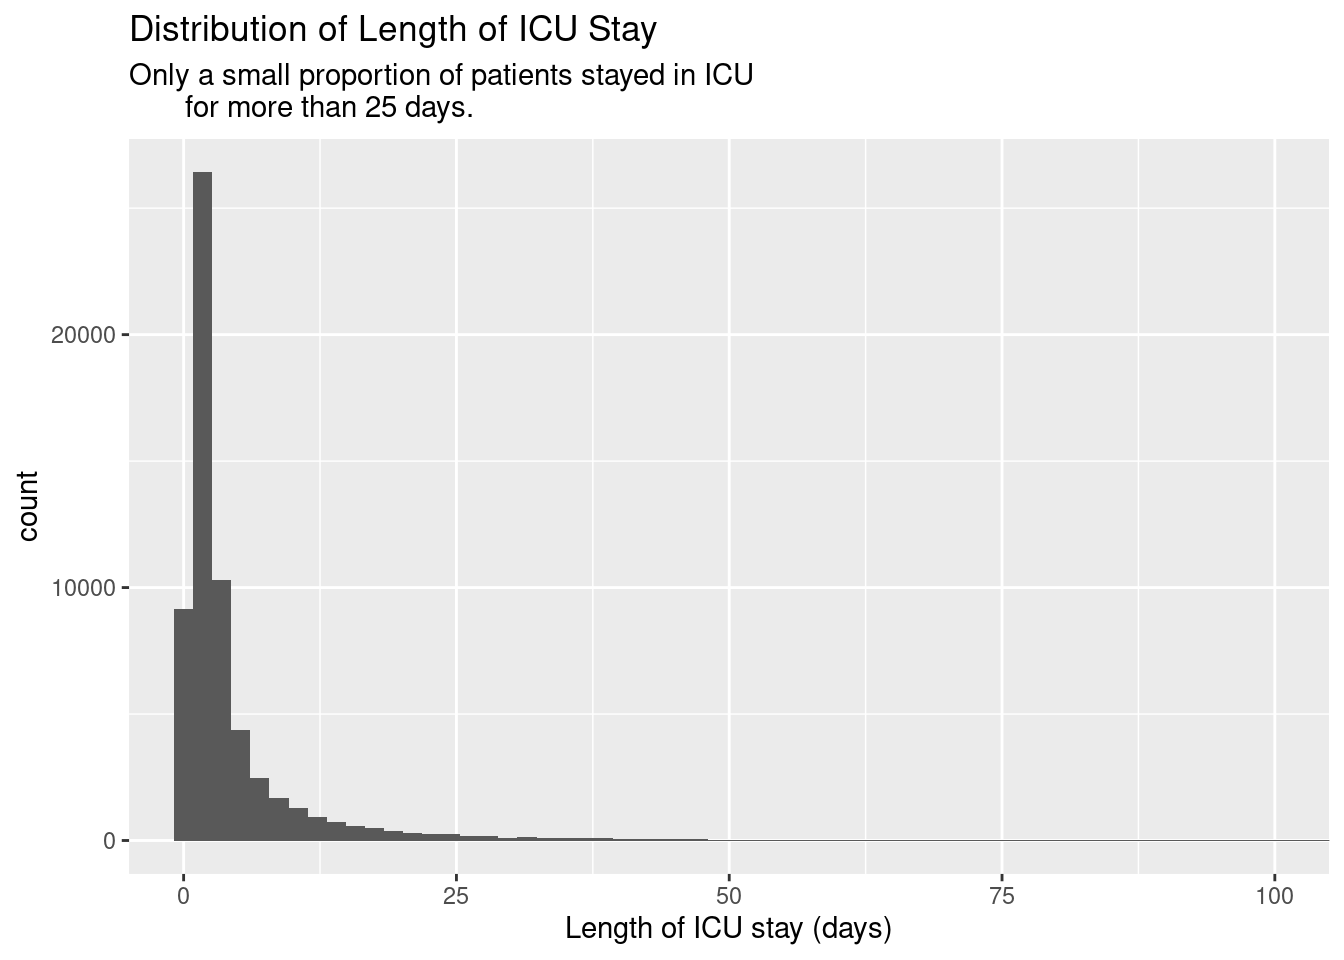 Distribution of Length of ICU Stay
Only a small proportion of patients stayed in ICU
for more than 25 days.
20000
10000
0
count
0 25 50 75 100
Length of ICU stay (days)